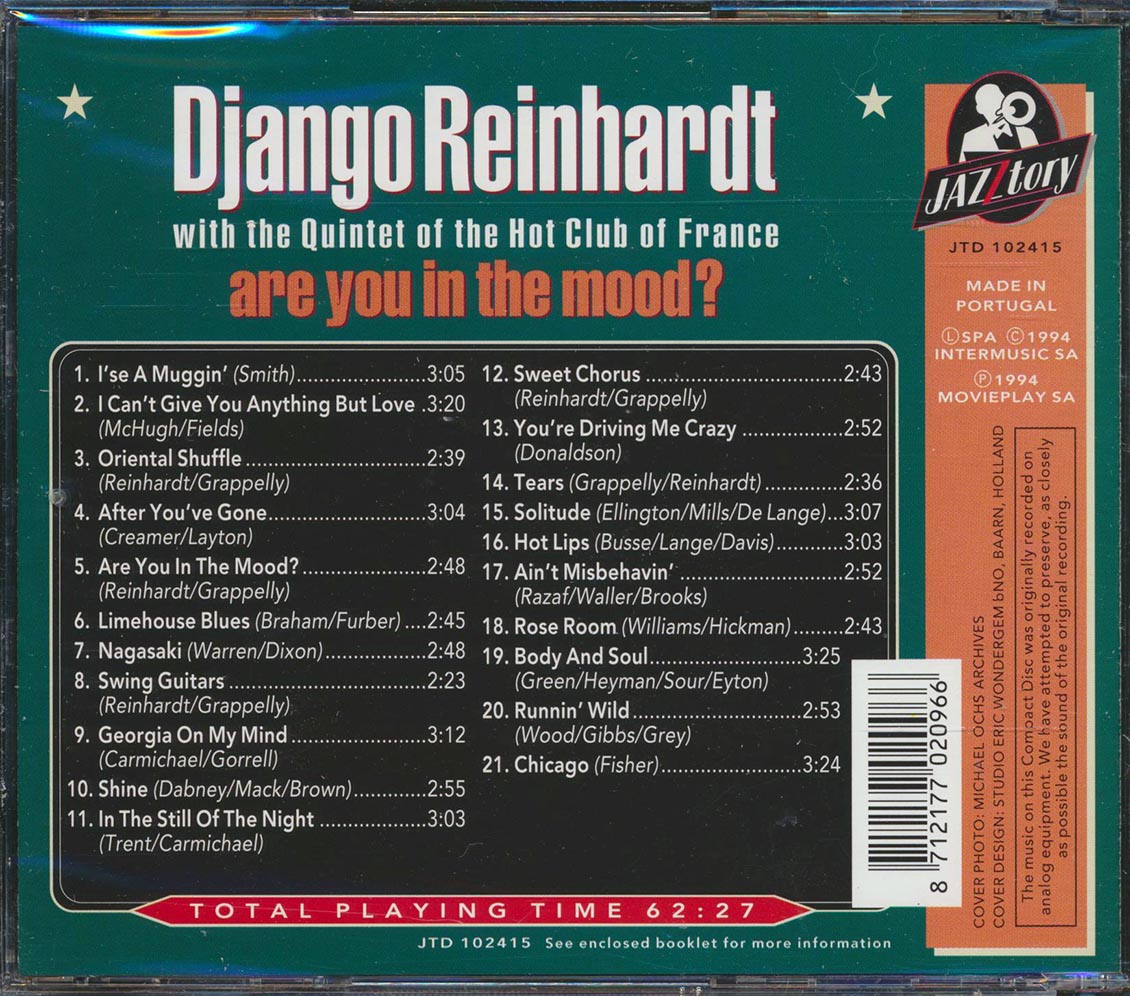 Django Reinhardt
with the Quintet of the Hot Club of France
are you in the mood?
1. I'se A Muggin' (Smith)........................3:05
2. I Can't Give You Anything But Love .3:20
(McHugh/Fields)
3. Oriental Shuffle.................................2:39
(Reinhardt/Grappelly)
4. After You've Gone.............................3:04
(Creamer/Layton)
5. Are You In The Mood?.......................2:48
(Reinhardt/Grappelly)
6. Limehouse Blues (Braham/Furber)....2:45
7. Nagasaki (Warren/Dixon)...................2:48
8. Swing Guitars...................................2:23
(Reinhardt/Grappelly)
9. Georgia On My Mind.........................3:12
(Carmichael/Gorrell)
10. Shine (Dabney/Mack/Brown).............2:55
11. In The Still Of The Night ...................3:03
(Trent/Carmichael)
12. Sweet Chorus ...................................2:43
(Reinhardt/Grappelly)
13. You're Driving Me Crazy ...................2:52
(Donaldson)
14. Tears (Grappelly/Reinhardt)..............2:36
15. Solitude (Ellington/Mills/De Lange)...3:07
16. Hot Lips (Busse/Lange/Davis).............3:03
17. Ain't Misbehavin' ..............................2:52
(Razaf/Waller/Brooks)
18. Rose Room (Williams/Hickman).........2:43
19. Body And Soul............................3:25
(Green/Heyman/Sour/Eyton)
20. Runnin' Wild...............................2:53
(Wood/Gibbs/Grey)
21. Chicago (Fisher).........................3:24
TOTAL PLAYING TIME 62:27
JTD 102415 See enclosed booklet for more information
JAZZtory
JTD 102415
MADE IN
PORTUGAL
Ⓛ SPA © 1994
INTERMUSIC SA
℗ 1994
MOVIEPLAY SA
COVER PHOTO: MICHAEL OCHS ARCHIVES
COVER DESIGN: STUDIO ERIC WONDERGEM bNO, BAARN, HOLLAND
The music on this Compact Disc was originally recorded on
analog equipment. We have attempted to preserve, as closely
as possible the sound of the original recording.
8 712177 020966